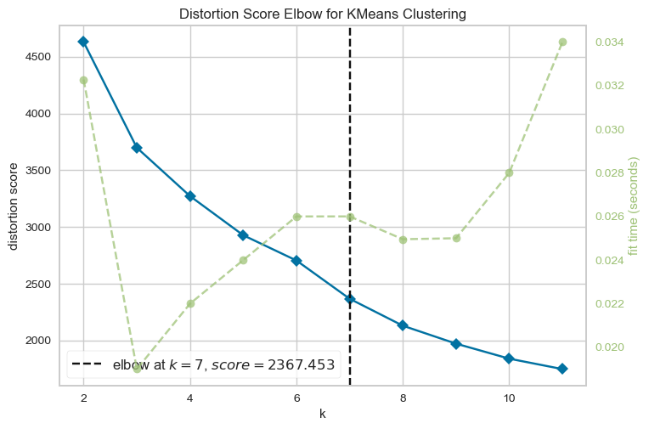 Distortion Score Elbow for KMeans Clustering
distortion score
4500
4000
3500
3000
2500
2000
elbow at k = 7, score = 2367.453
2 4 6 8 10
k
0.034
0.032
0.030
0.028
0.026
0.024
0.022
0.020
fit time (seconds)